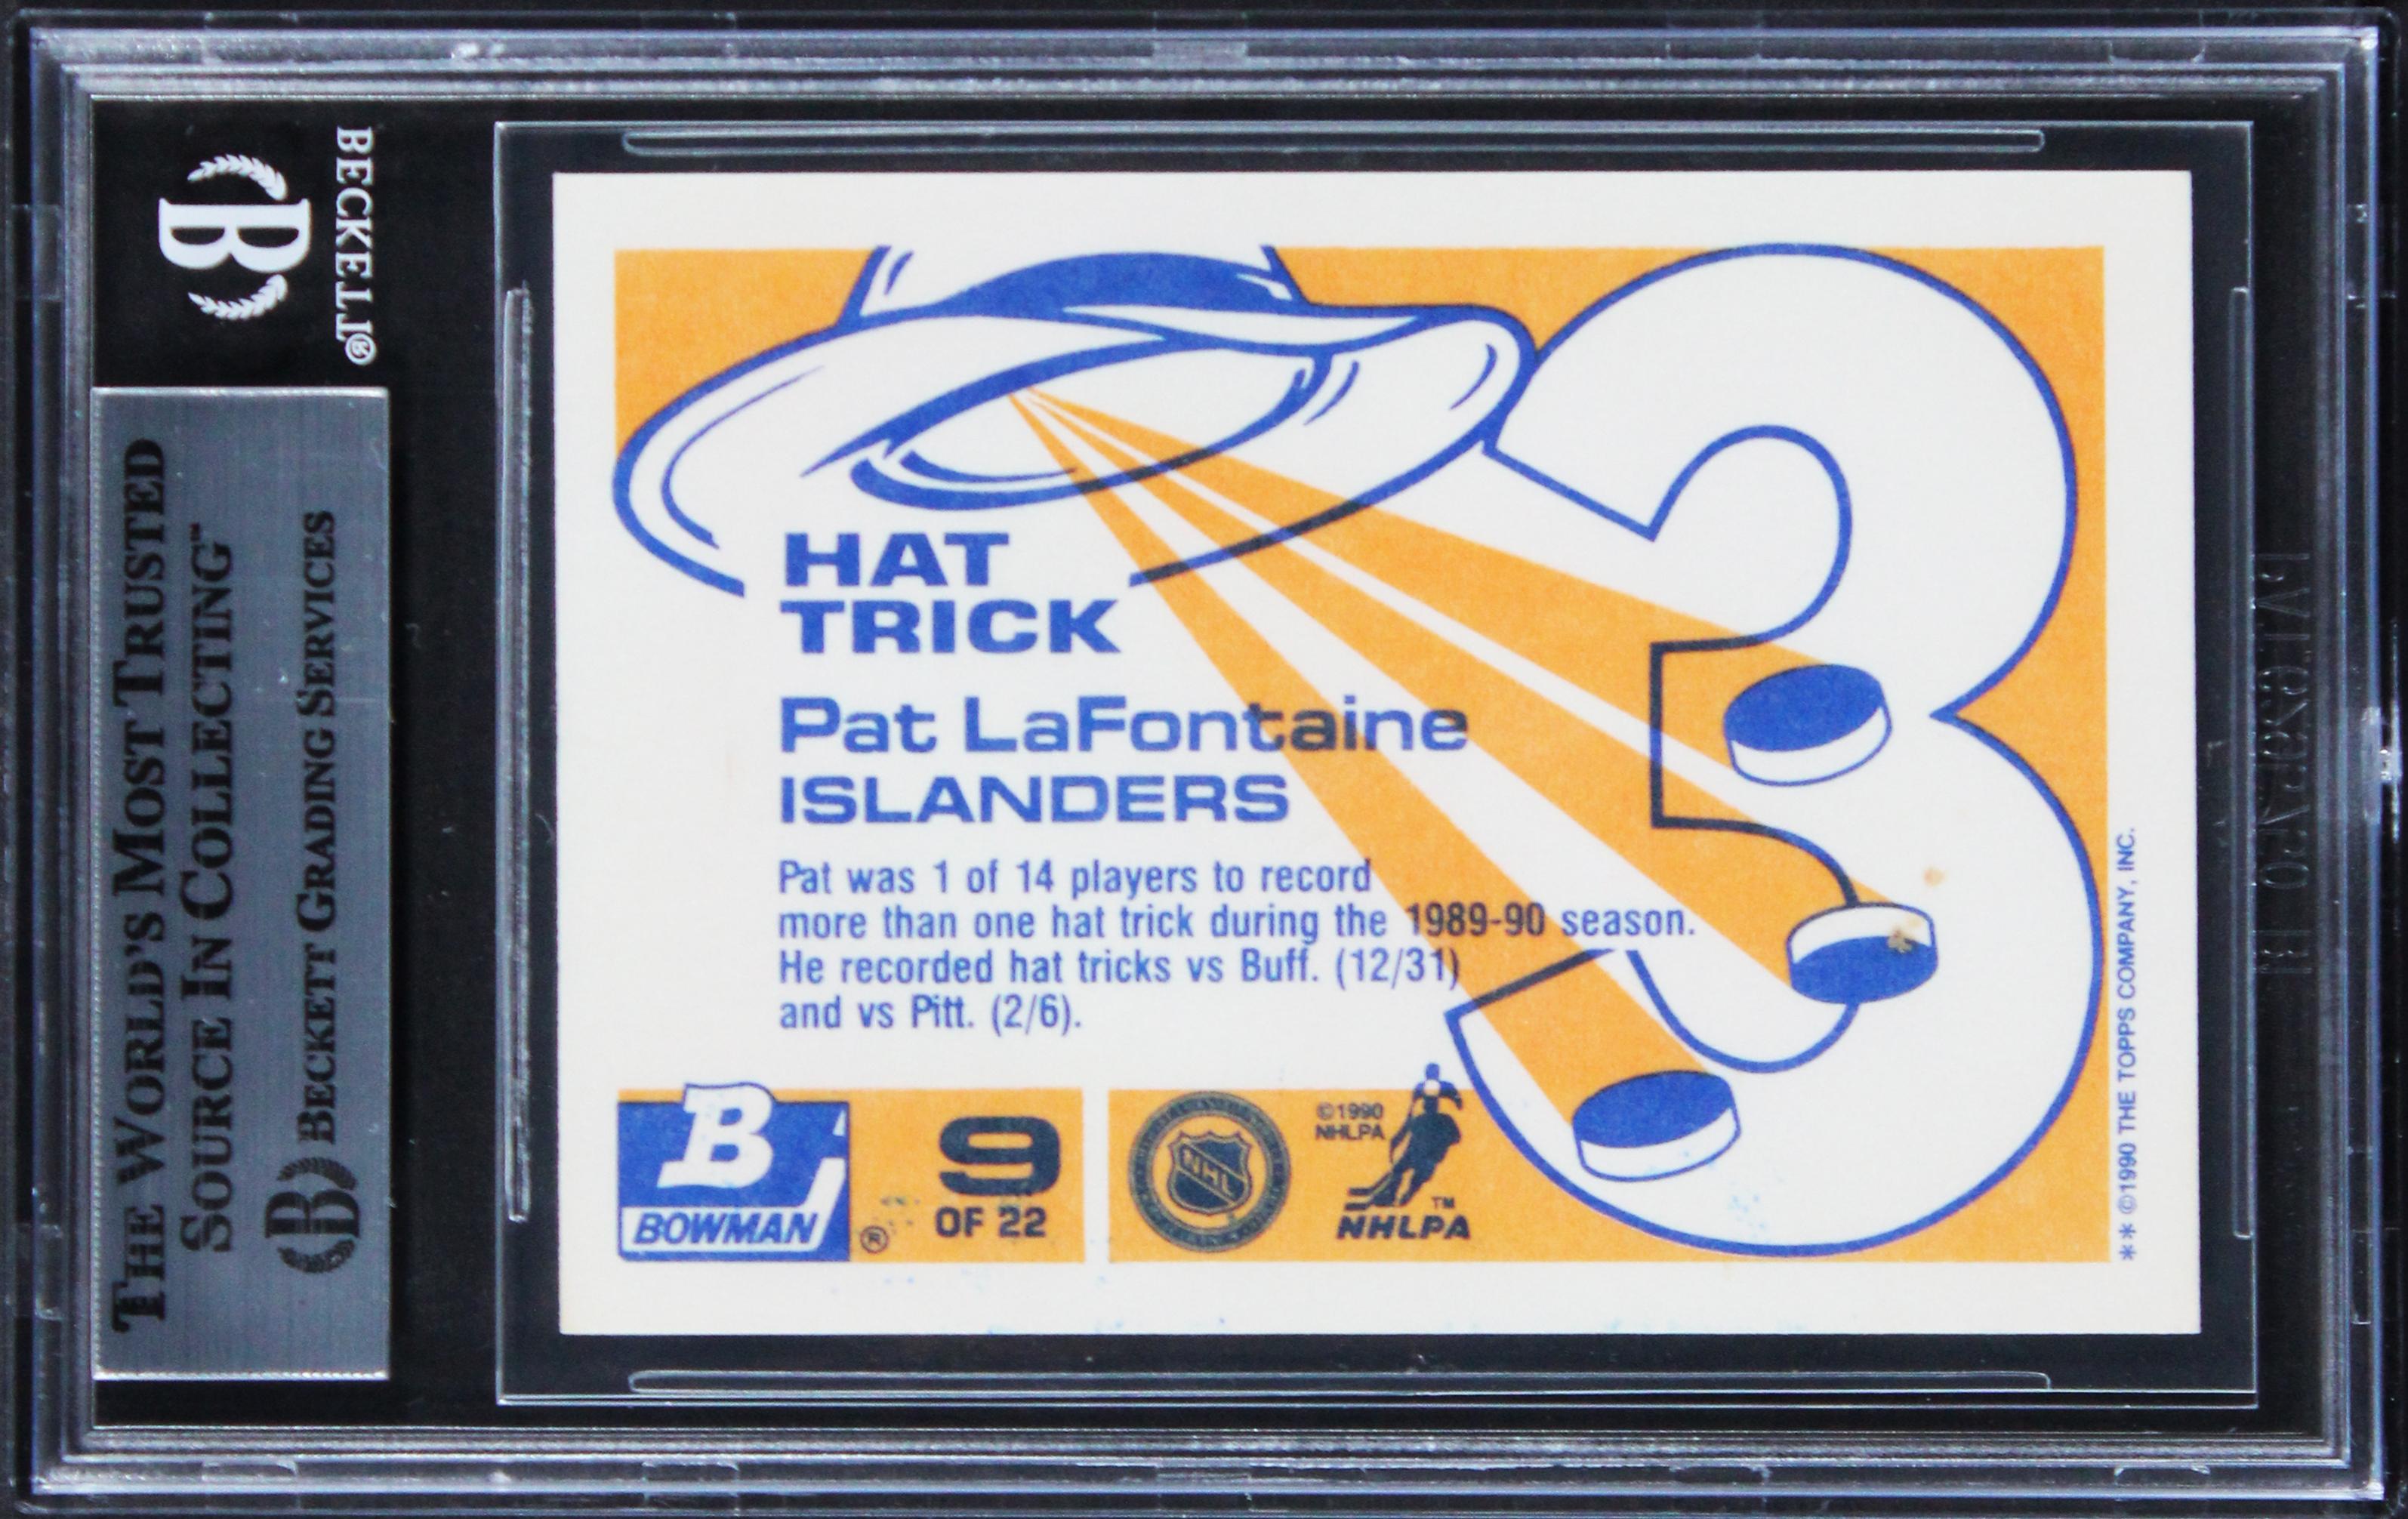 BECKETT®
B
THE WORLD'S MOST TRUSTED
SOURCE IN COLLECTING™
BECKETT GRADING SERVICES
HAT
TRICK
Pat LaFontaine
ISLANDERS
Pat was 1 of 14 players to record
more than one hat trick during the 1989-90 season.
He recorded hat tricks vs Buff. (12/31)
and vs Pitt. (2/6).
B
BOWMAN
®
9
OF 22
NHL
©1990
NHLPA
TM
NHLPA
** ©1990 THE TOPPS COMPANY, INC.